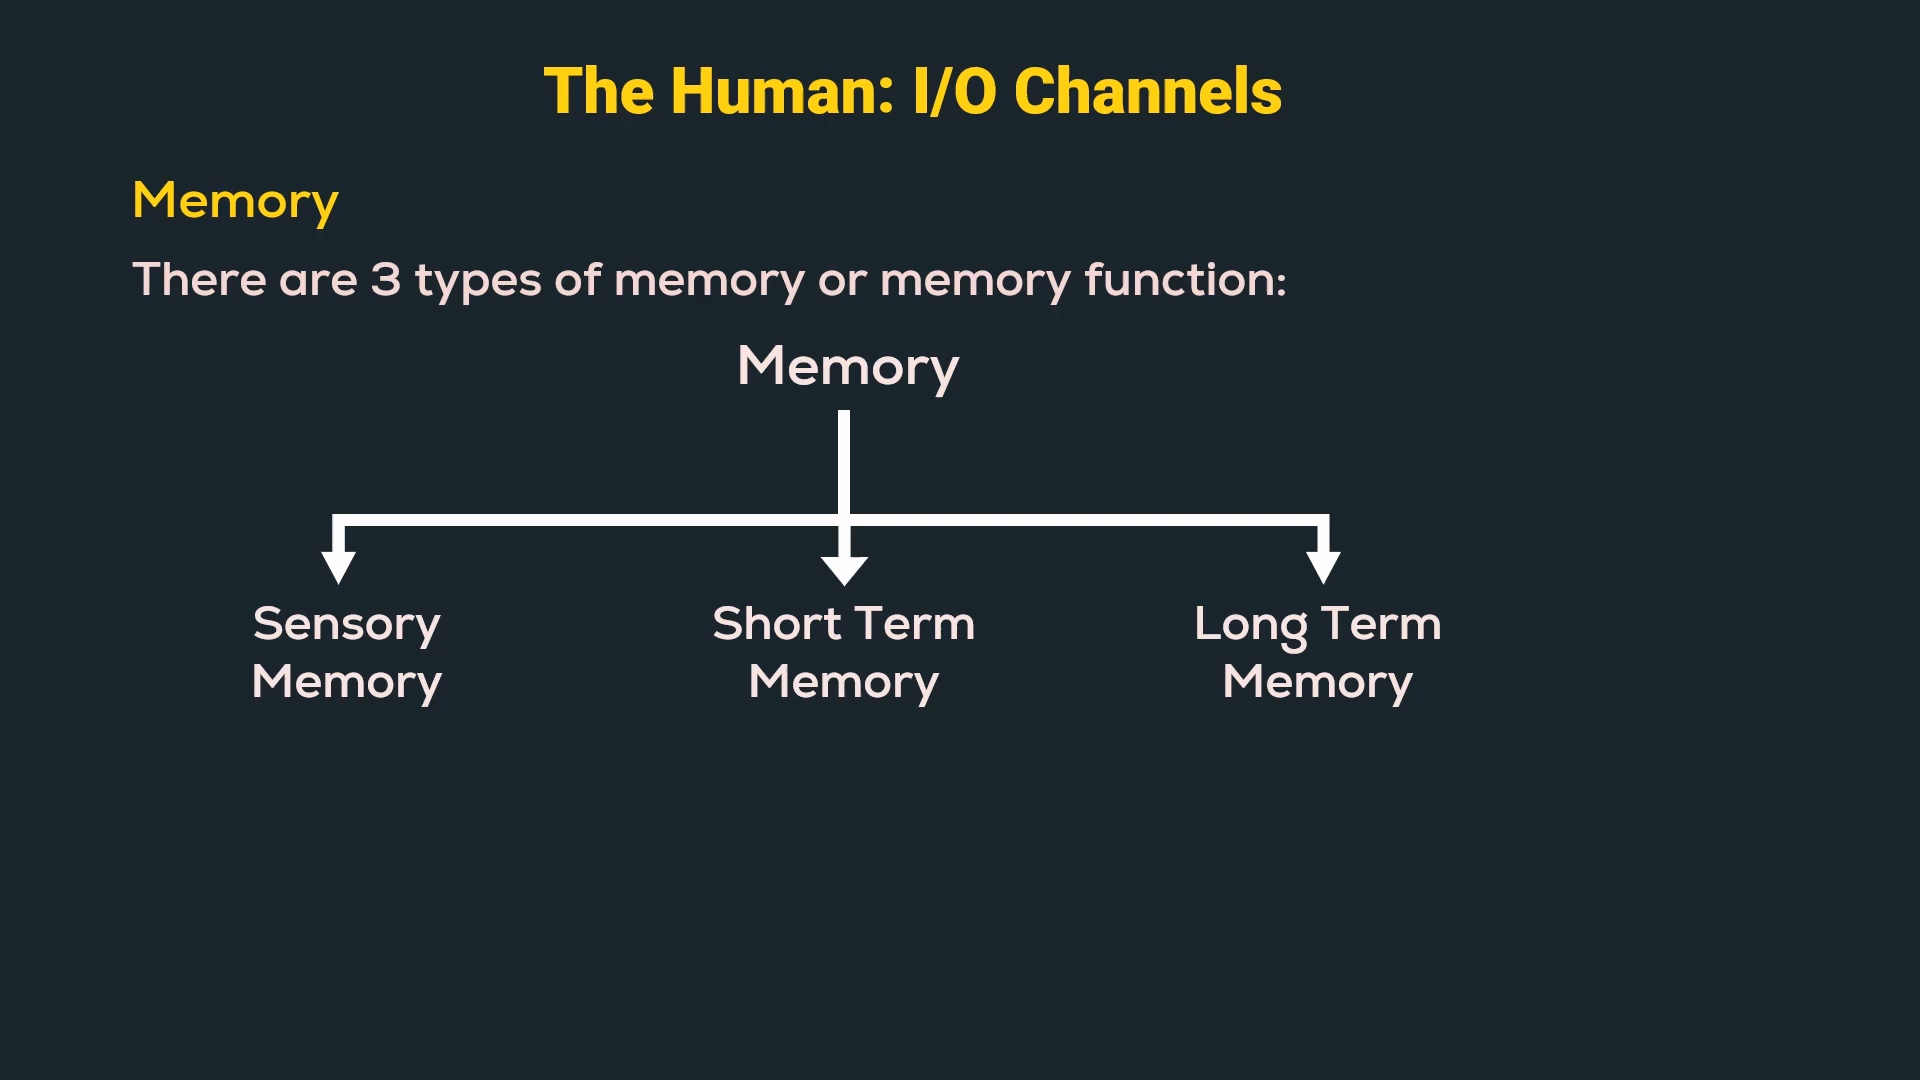 The Human: I/O Channels
Memory
There are 3 types of memory or memory function:
Memory
Sensory
Memory
Short Term
Memory
Long Term
Memory